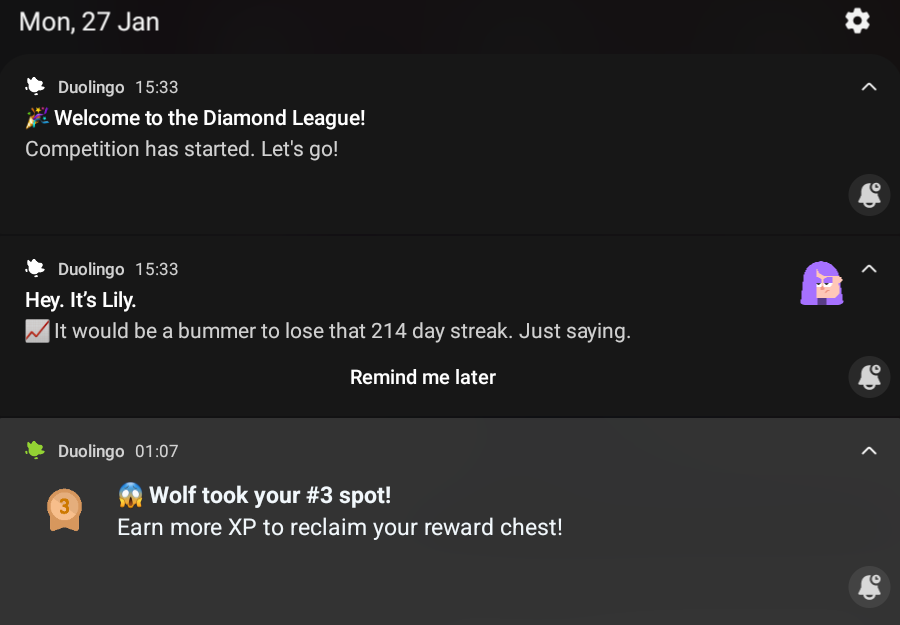 Mon, 27 Jan
Duolingo 15:33
🎉 Welcome to the Diamond League!
Competition has started. Let's go!
Duolingo 15:33
Hey. It’s Lily.
📈 It would be a bummer to lose that 214 day streak. Just saying.
Remind me later
Duolingo 01:07
3
😱 Wolf took your #3 spot!
Earn more XP to reclaim your reward chest!